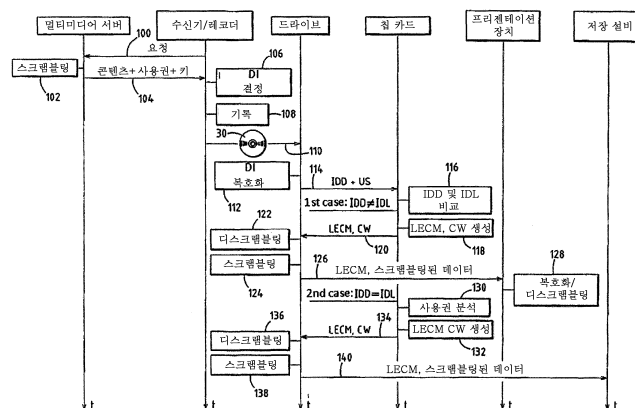 멀티미디어 서버
수신기/레코더
드라이브
칩 카드
프리젠테이션
장치
저장 설비
100
요청
스크램블링
102
콘텐츠+사용권+키
104
106
DI
결정
기록
108
30
110
DI
복호화
112
114
IDD + US
116
IDD 및 IDL
비교
1st case: IDD≠IDL
122
디스크램블링
LECM, CW
120
LECM, CW 생성
118
스크램블링
124
126
LECM, 스크램블링된 데이터
128
복호화/
디스크램블링
2nd case: IDD=IDL
130
사용권 분석
136
134
디스크램블링
LECM, CW
LECM CW 생성
132
스크램블링
138
140
LECM, 스크램블링된 데이터
t
t
t
t
t
t